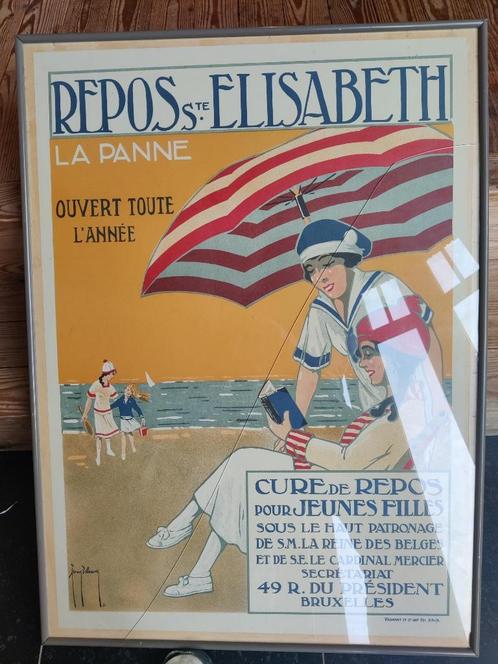 REPOS STE. ELISABETH
LA PANNE
OUVERT TOUTE
L'ANNÉE
CURE DE REPOS
POUR JEUNES FILLES
SOUS LE HAUT PATRONAGE
DE S.M. LA REINE DES BELGES
ET DE S.E. LE CARDINAL MERCIER
SECRÉTARIAT
49 R. DU PRÉSIDENT
BRUXELLES